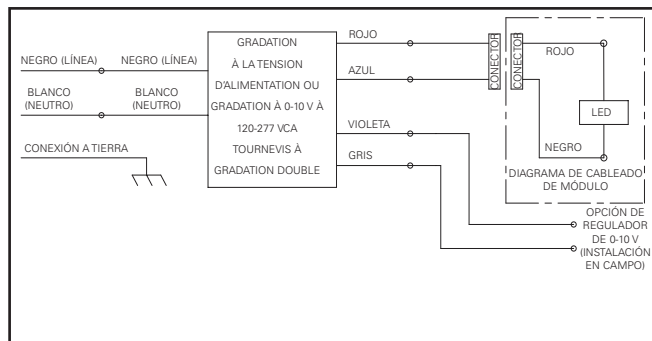 NEGRO (LÍNEA)
NEGRO (LÍNEA)
BLANCO
(NEUTRO)
BLANCO
(NEUTRO)
CONEXIÓN A TIERRA
GRADATION
À LA TENSION
D'ALIMENTATION OU
GRADATION À 0-10 V À
120-277 VCA
TOURNEVIS À
GRADATION DOUBLE
ROJO
AZUL
VIOLETA
GRIS
CONECTOR
CONECTOR
ROJO
LED
NEGRO
DIAGRAMA DE CABLEADO
DE MÓDULO
OPCIÓN DE
REGULADOR
DE 0-10 V
(INSTALACIÓN
EN CAMPO)